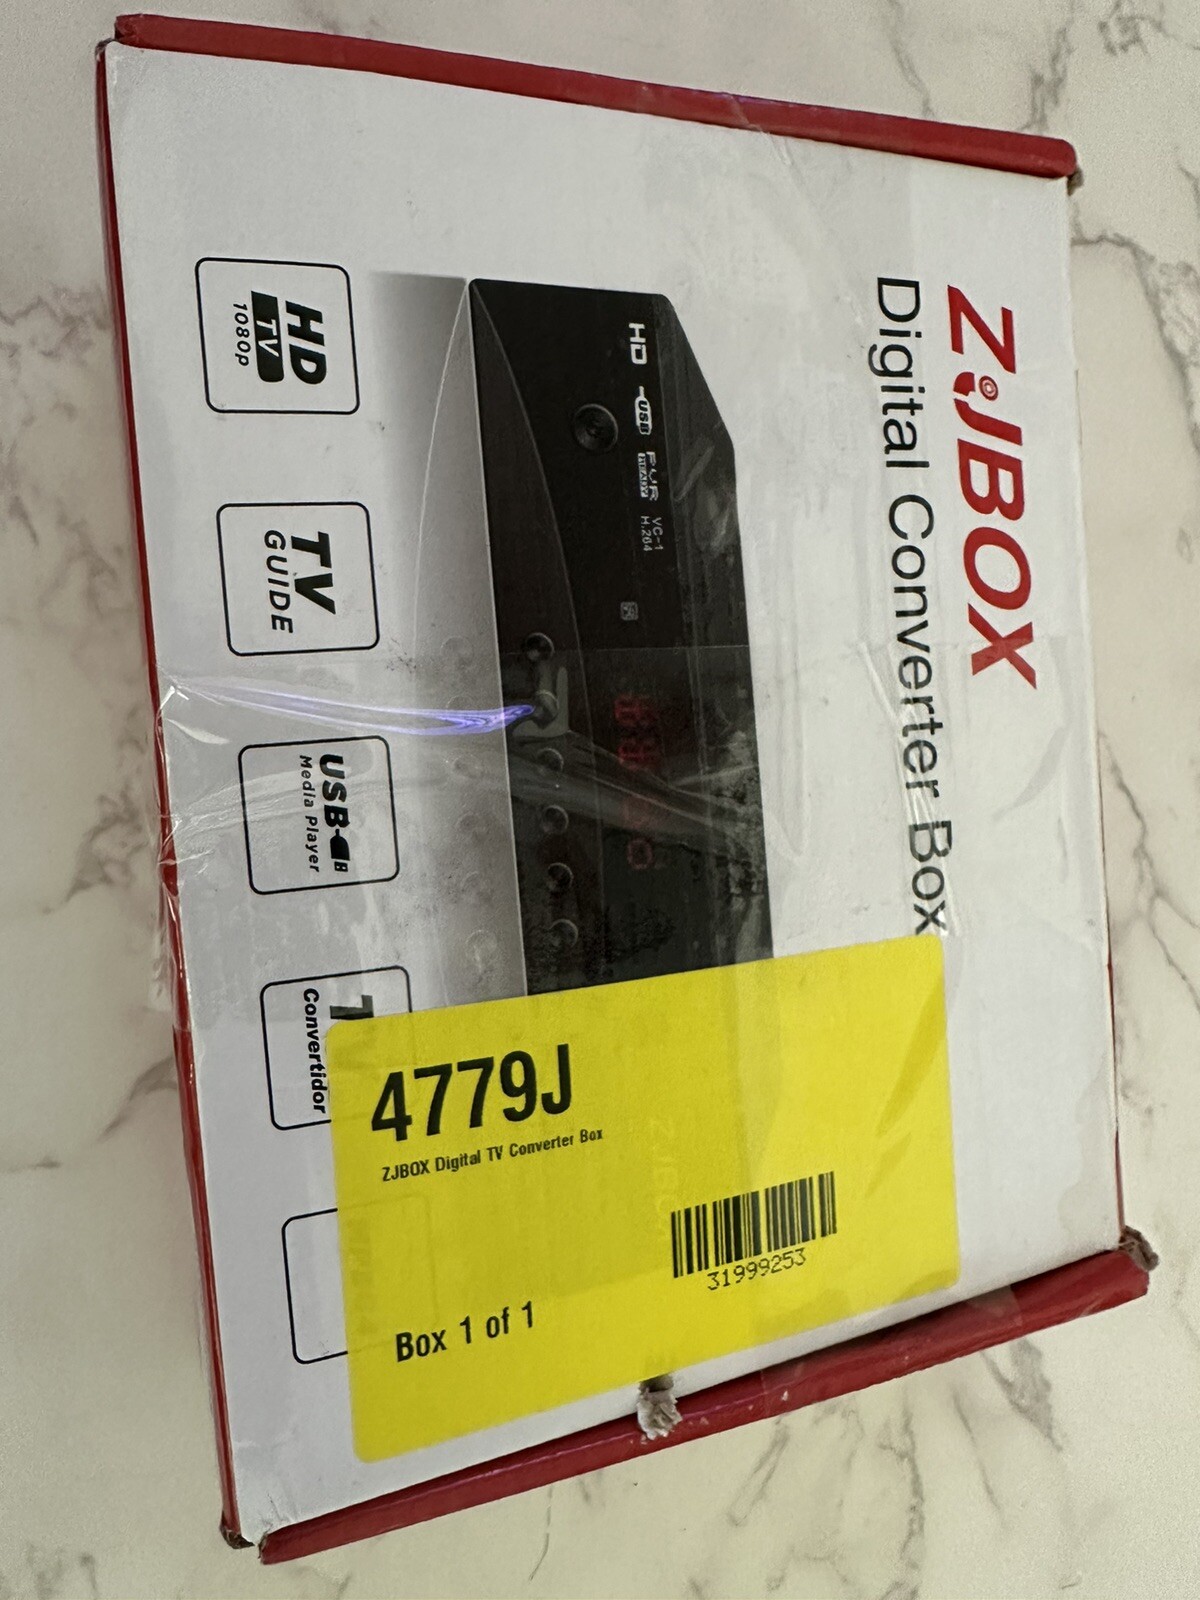 ZJBOX
Digital Converter Box
HD
USB
PVR
READY
VC-1
H.264
HD
TV
1080p
TV
GUIDE
USB
Media Player
Convertidor
4779J
ZJBOX Digital TV Converter Box
31999253
Box 1 of 1